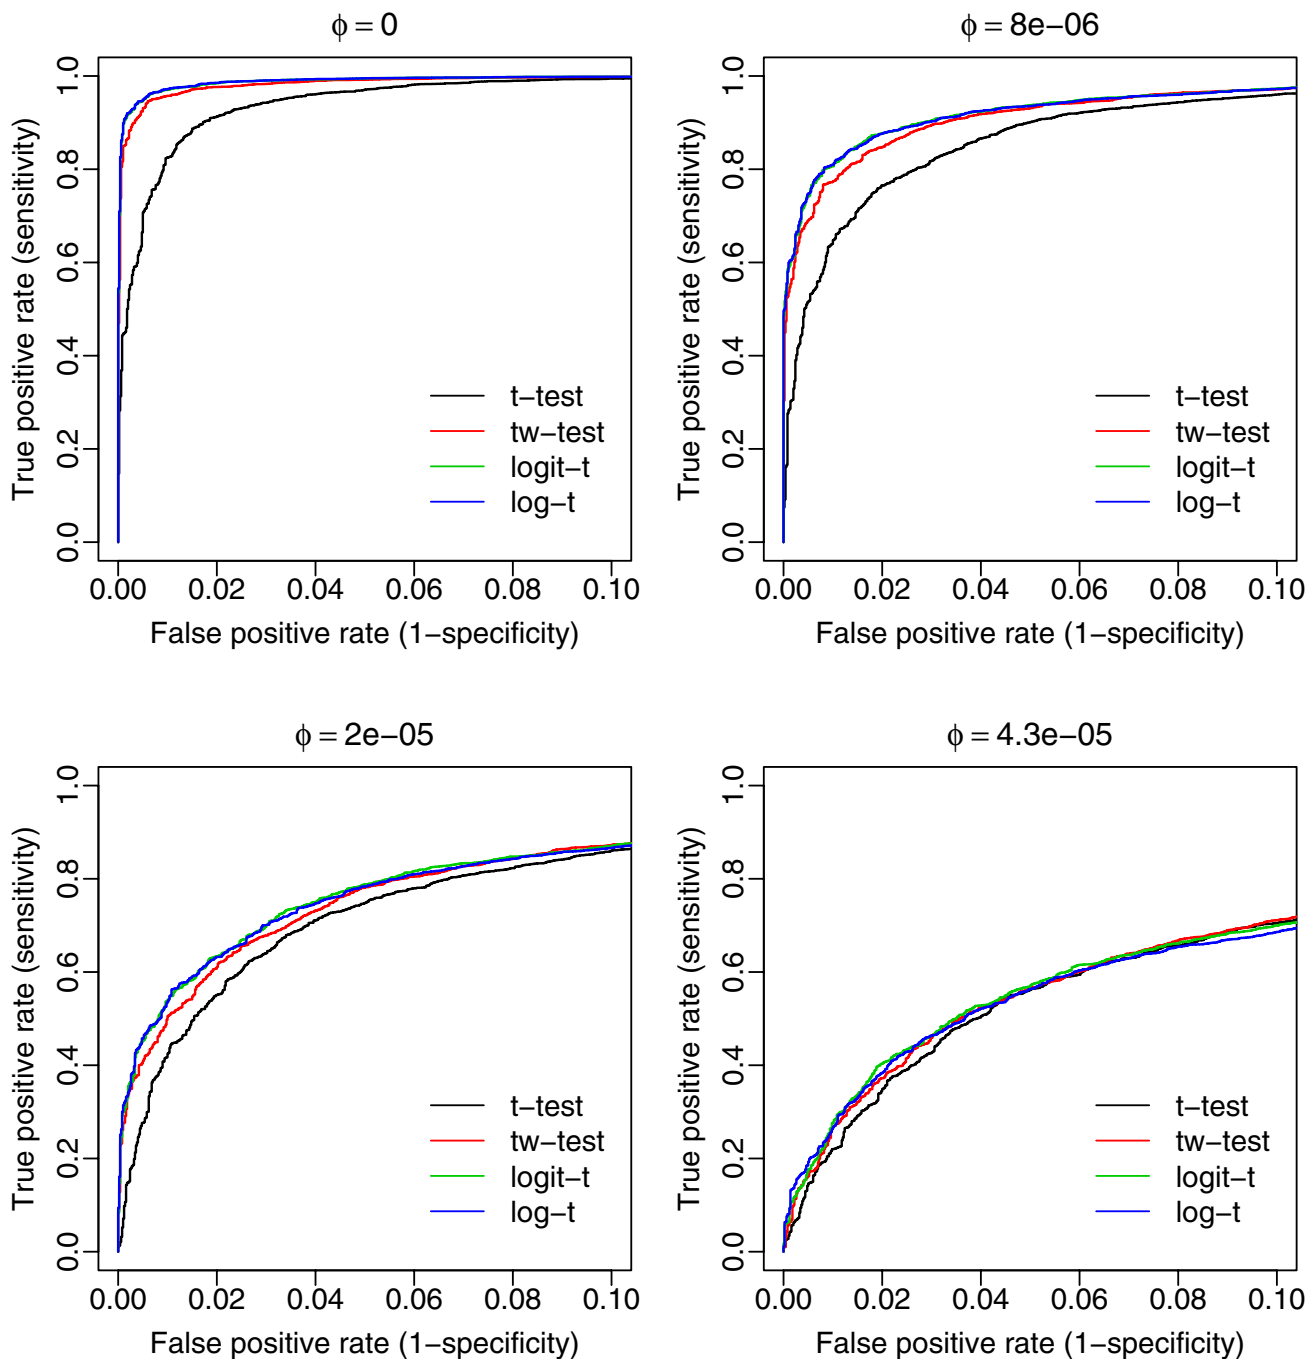 ϕ = 0
True positive rate (sensitivity)
1.0
0.8
0.6
0.4
0.2
0.0
t−test
tw−test
logit−t
log−t
0.00 0.02 0.04 0.06 0.08 0.10
False positive rate (1−specificity)
ϕ = 8e−06
True positive rate (sensitivity)
1.0
0.8
0.6
0.4
0.2
0.0
t−test
tw−test
logit−t
log−t
0.00 0.02 0.04 0.06 0.08 0.10
False positive rate (1−specificity)
ϕ = 2e−05
True positive rate (sensitivity)
1.0
0.8
0.6
0.4
0.2
0.0
t−test
tw−test
logit−t
log−t
0.00 0.02 0.04 0.06 0.08 0.10
False positive rate (1−specificity)
ϕ = 4.3e−05
True positive rate (sensitivity)
1.0
0.8
0.6
0.4
0.2
0.0
t−test
tw−test
logit−t
log−t
0.00 0.02 0.04 0.06 0.08 0.10
False positive rate (1−specificity)